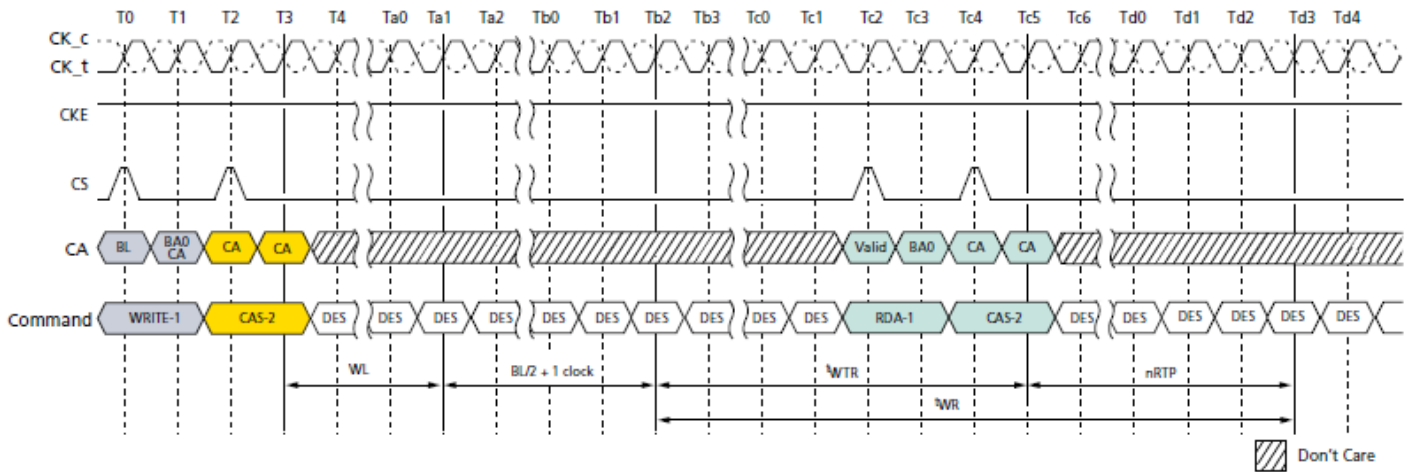 T0 T1 T2 T3 T4 Ta0 Ta1 Ta2 Tb0 Tb1 Tb2 Tb3 Tc0 Tc1 Tc2 Tc3 Tc4 Tc5 Tc6 Td0 Td1 Td2 Td3 Td4
CK_c
CK_t
CKE
CS
CA BL BA0 CA CA CA Valid BA0 CA CA
Command WRITE-1 CAS-2 DES DES DES DES DES DES DES DES DES DES RDA-1 CAS-2 DES DES DES DES DES DES
WL BL/2 + 1 clock tWTR nRTP
tWR
Don't Care